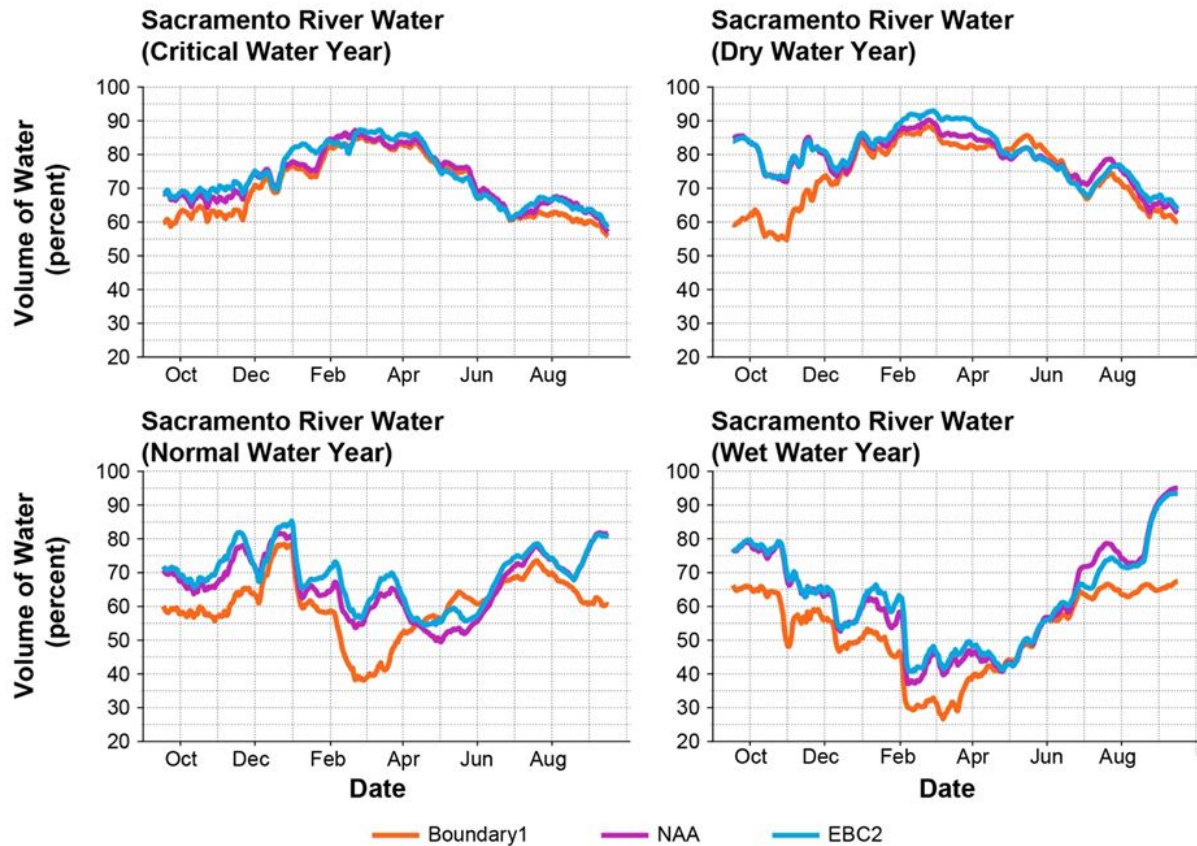 Sacramento River Water
(Critical Water Year)
Sacramento River Water
(Dry Water Year)
Volume of Water
(percent)
100
90
80
70
60
50
40
30
20
Oct Dec Feb Apr Jun Aug
100
90
80
70
60
50
40
30
20
Oct Dec Feb Apr Jun Aug
Sacramento River Water
(Normal Water Year)
Sacramento River Water
(Wet Water Year)
Volume of Water
(percent)
100
90
80
70
60
50
40
30
20
Oct Dec Feb Apr Jun Aug
Date
100
90
80
70
60
50
40
30
20
Oct Dec Feb Apr Jun Aug
Date
Boundary1 NAA EBC2